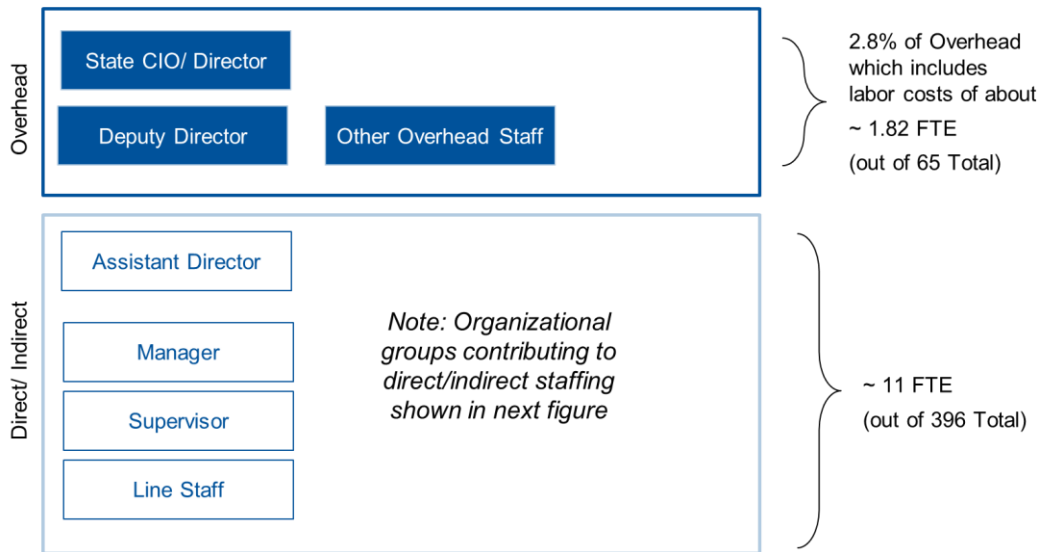 Overhead
State CIO/ Director
Deputy Director
Other Overhead Staff
2.8% of Overhead
which includes
labor costs of about
~ 1.82 FTE
(out of 65 Total)
Direct/ Indirect
Assistant Director
Manager
Supervisor
Line Staff
Note: Organizational
groups contributing to
direct/indirect staffing
shown in next figure
~ 11 FTE
(out of 396 Total)